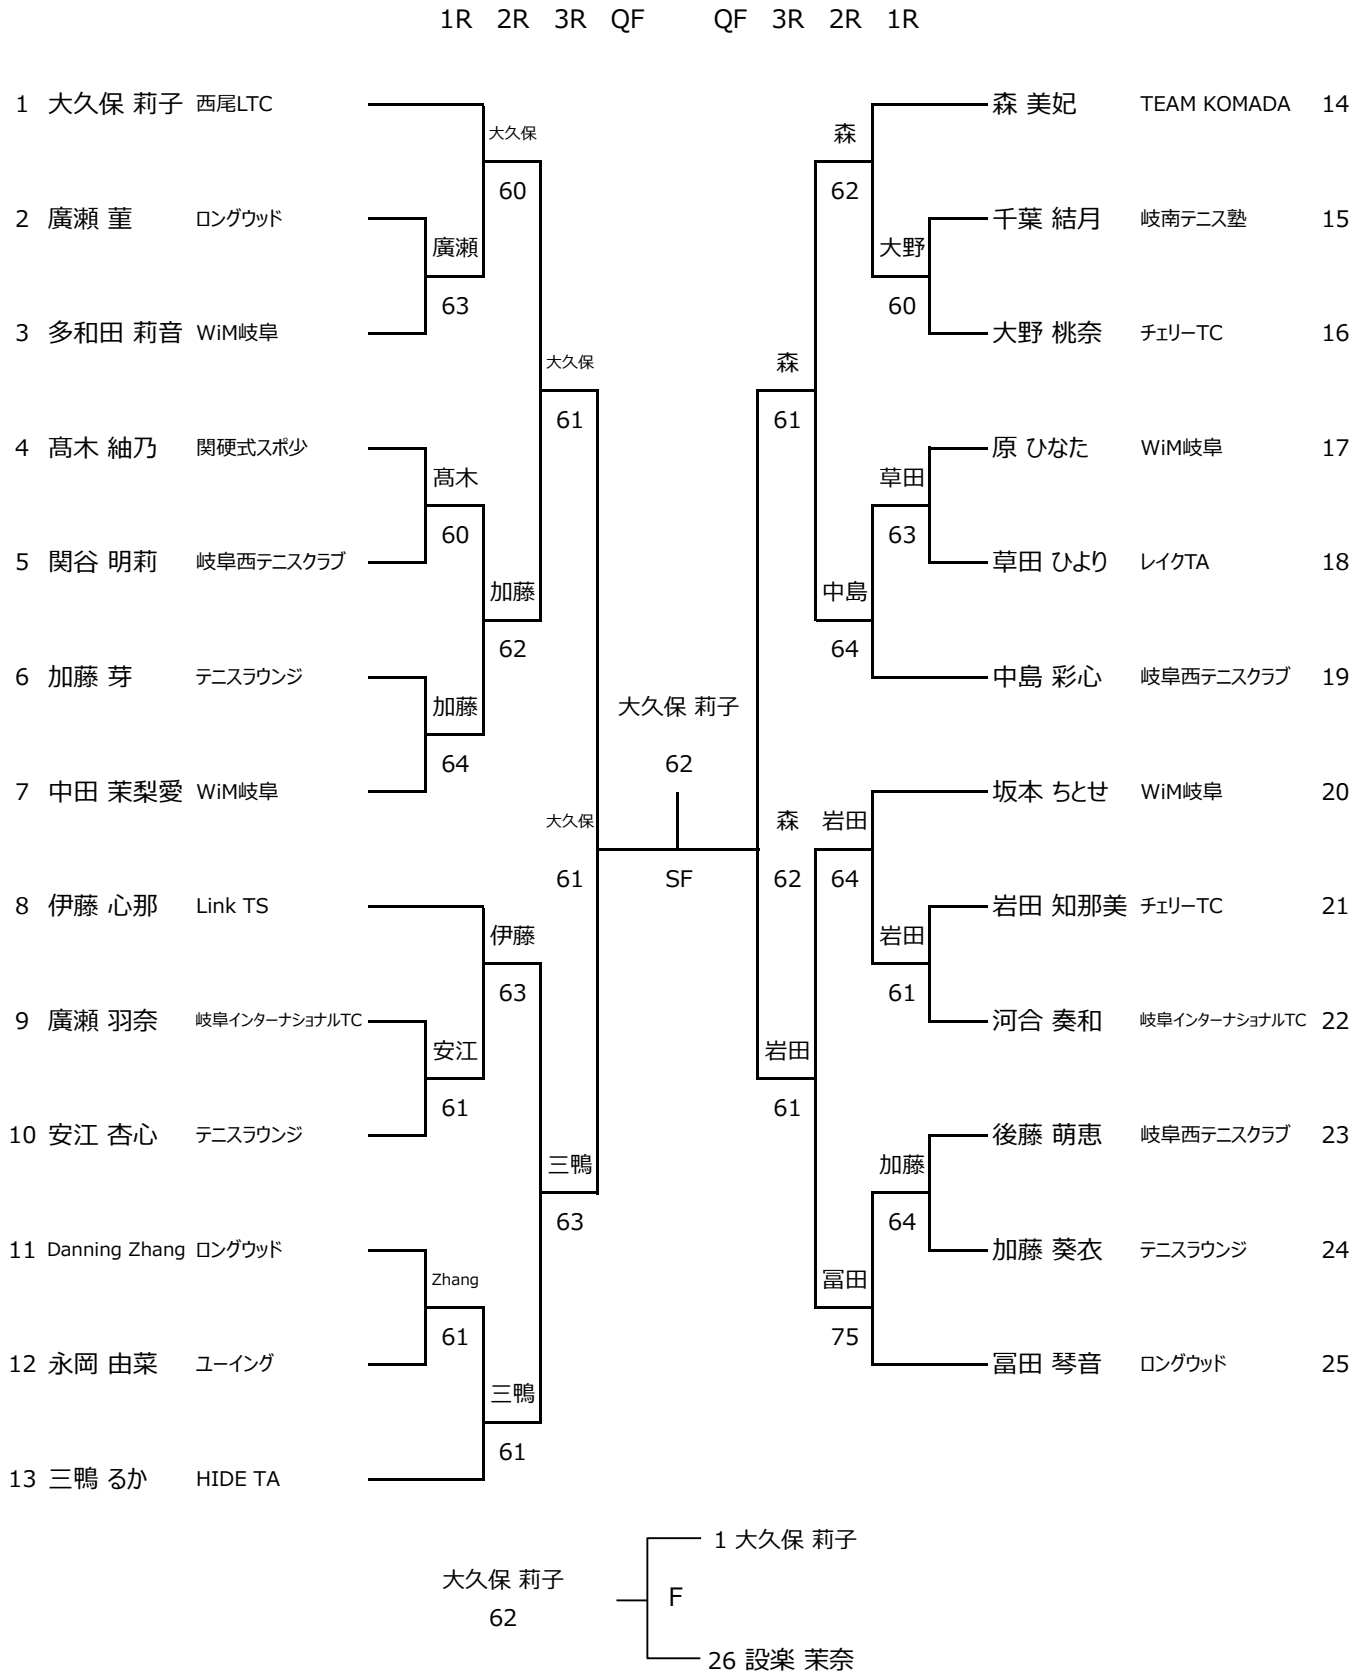 1R 2R 3R QF QF 3R 2R 1R
1 大久保 莉子 西尾LTC 森 美妃 TEAM KOMADA 14
大久保 森
60 62
2 廣瀬 菫 ロングウッド 千葉 結月 岐南テニス塾 15
廣瀬 大野
63 60
3 多和田 莉音 WiM岐阜 大野 桃奈 チェリーTC 16
大久保 森
61 61
4 髙木 紬乃 関硬式スポ少 原 ひなた WiM岐阜 17
髙木 草田
60 63
5 関谷 明莉 岐阜西テニスクラブ 草田 ひより レイクTA 18
加藤 中島
62 64
6 加藤 芽 テニスラウンジ 中島 彩心 岐阜西テニスクラブ 19
加藤 大久保 莉子
64 62
7 中田 茉梨愛 WiM岐阜 坂本 ちとせ WiM岐阜 20
大久保 森 岩田
61 SF 62 64
8 伊藤 心那 Link TS 岩田 知那美 チェリーTC 21
伊藤 岩田
63 61
9 廣瀬 羽奈 岐阜インターナショナルTC 河合 奏和 岐阜インターナショナルTC 22
安江 岩田
61 61
10 安江 杏心 テニスラウンジ 後藤 萌恵 岐阜西テニスクラブ 23
三鴨 加藤
63 64
11 Danning Zhang ロングウッド 加藤 葵衣 テニスラウンジ 24
Zhang 冨田
61 75
12 永岡 由菜 ユーイング 冨田 琴音 ロングウッド 25
三鴨
61
13 三鴨 るか HIDE TA
1 大久保 莉子
大久保 莉子
62 F
26 設楽 茉奈